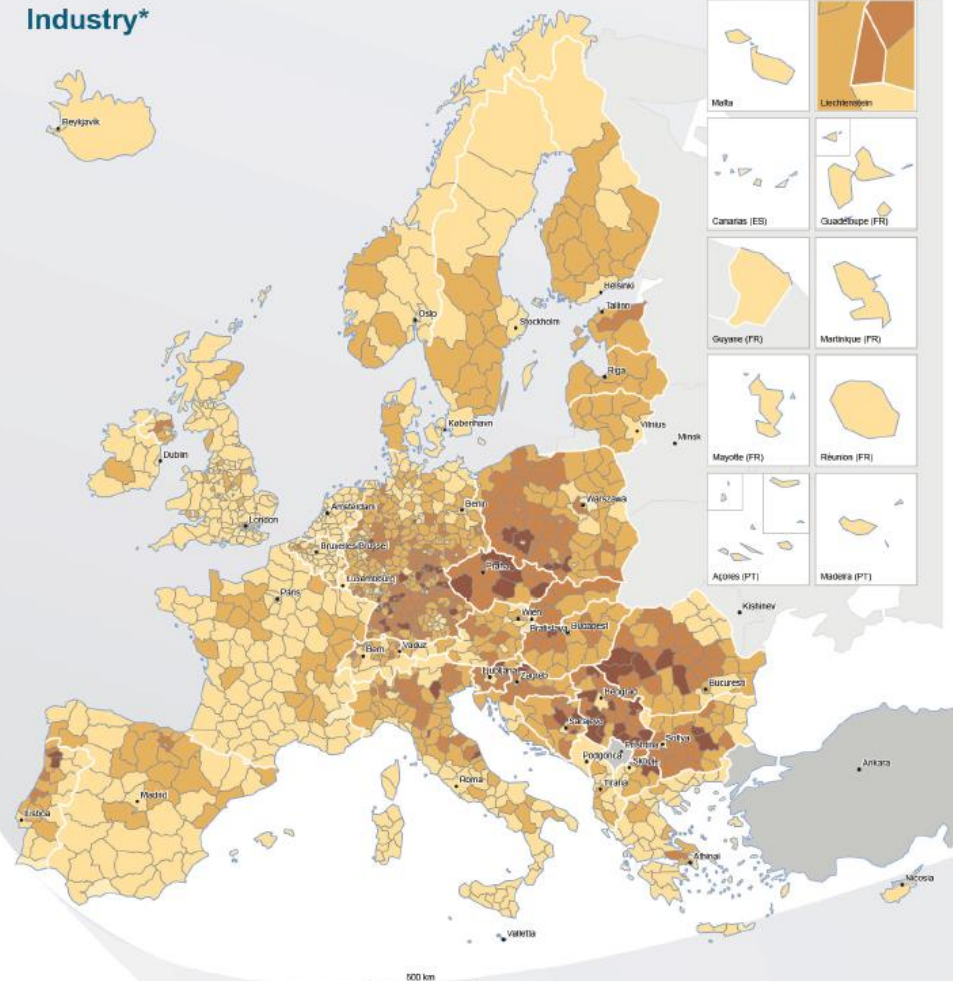 Industry*
Reykjavík
Malta
Liechtenstein
Canarias (ES)
Guadeloupe (FR)
Guyane (FR)
Martinique (FR)
Mayotte (FR)
Réunion (FR)
Açores (PT)
Madeira (PT)
Helsinki
Tallinn
Oslo
Stockholm
Riga
København
Vilnius
Minsk
Dublin
Warszawa
Berlin
Amsterdam
London
Bruxelles/Brussel
Praha
Luxembourg
Paris
Kishinev
Wien
Bratislava
Budapest
Bern
Vaduz
Ljubljana
Zagreb
Bucuresti
Beograd
Sarajevo
Sofiya
Prishtina
Podgorica
Skopje
Ankara
Roma
Tirana
Madrid
Lisboa
Athinai
Nicosia
Valletta
500 km